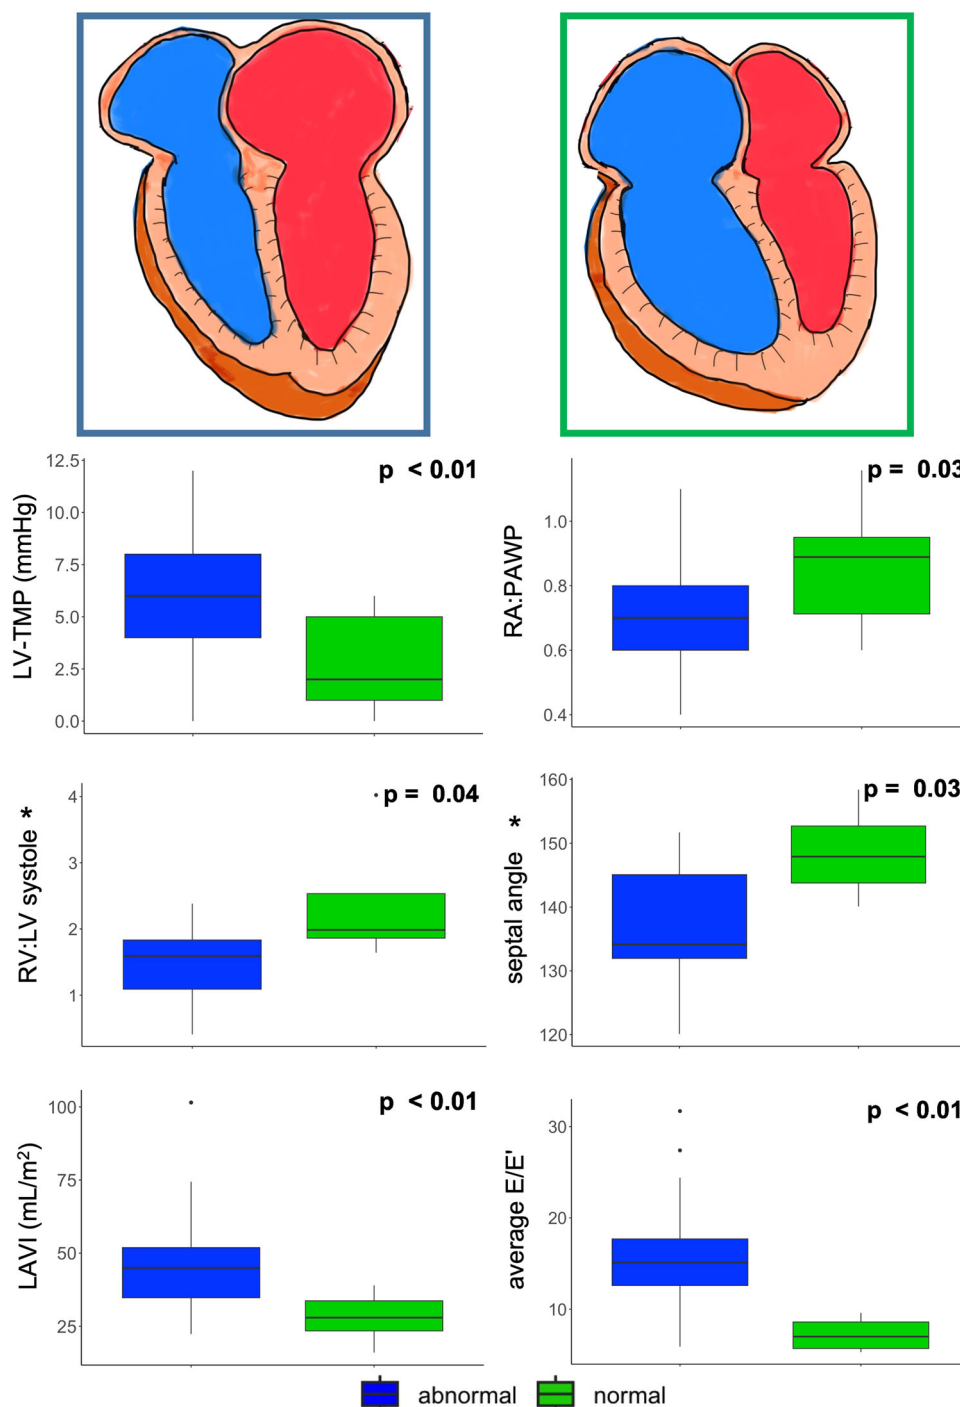 LV-TMP (mmHg)
12.5
10.0
7.5
5.0
2.5
0.0
p < 0.01
RA:PAWP
1.0
0.8
0.6
0.4
p = 0.03
RV:LV systole *
4
3
2
1
p = 0.04
septal angle *
160
150
140
130
120
p = 0.03
LAVI (mL/m²)
100
75
50
25
p < 0.01
average E/E'
30
20
10
p < 0.01
abnormal normal